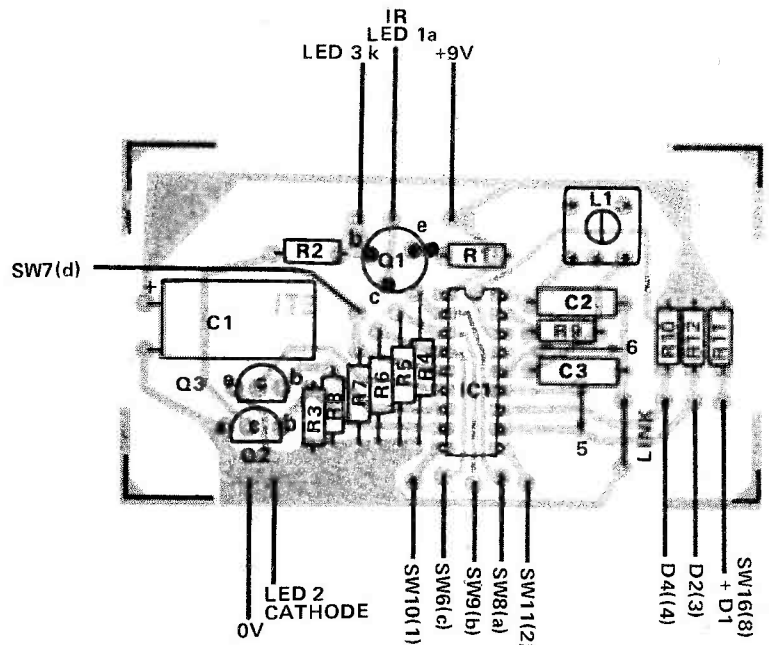 IR
LED 1a
LED 3 k
+9V
L1
e
b
Q1
R2
R1
c
SW7(d)
+
C1
C2
R9
6
R10
R12
R11
C3
IC1
Q3
e
c
b
R3
R8
R7
R6
R5
R4
c
b
Q2
5
LINK
LED 2
CATHODE
0V
SW10(1)
SW6(c)
SW9(b)
SW8(a)
SW11(2)
D4((4)
D2(3)
SW16(8)
+ D1